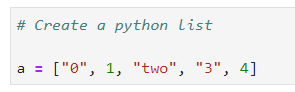 # Create a python list
a = ["0", 1, "two", "3", 4]